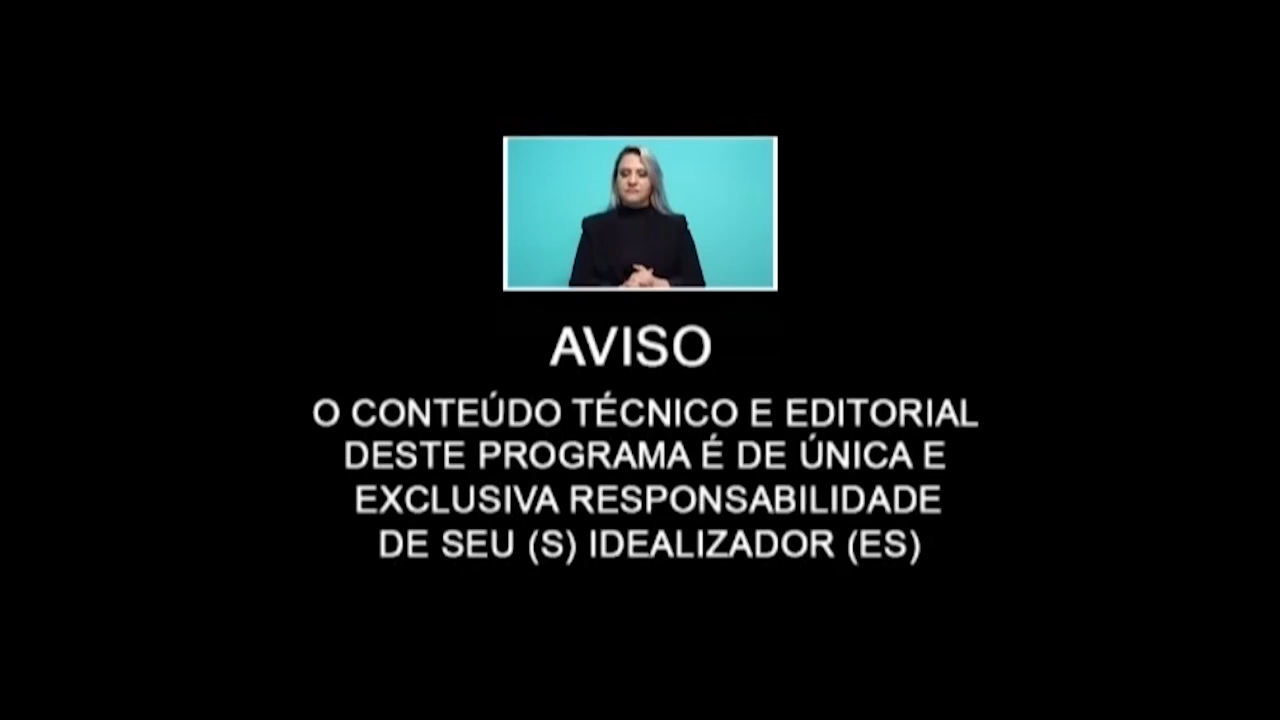 AVISO
O CONTEÚDO TÉCNICO E EDITORIAL
DESTE PROGRAMA É DE ÚNICA E
EXCLUSIVA RESPONSABILIDADE
DE SEU (S) IDEALIZADOR (ES)